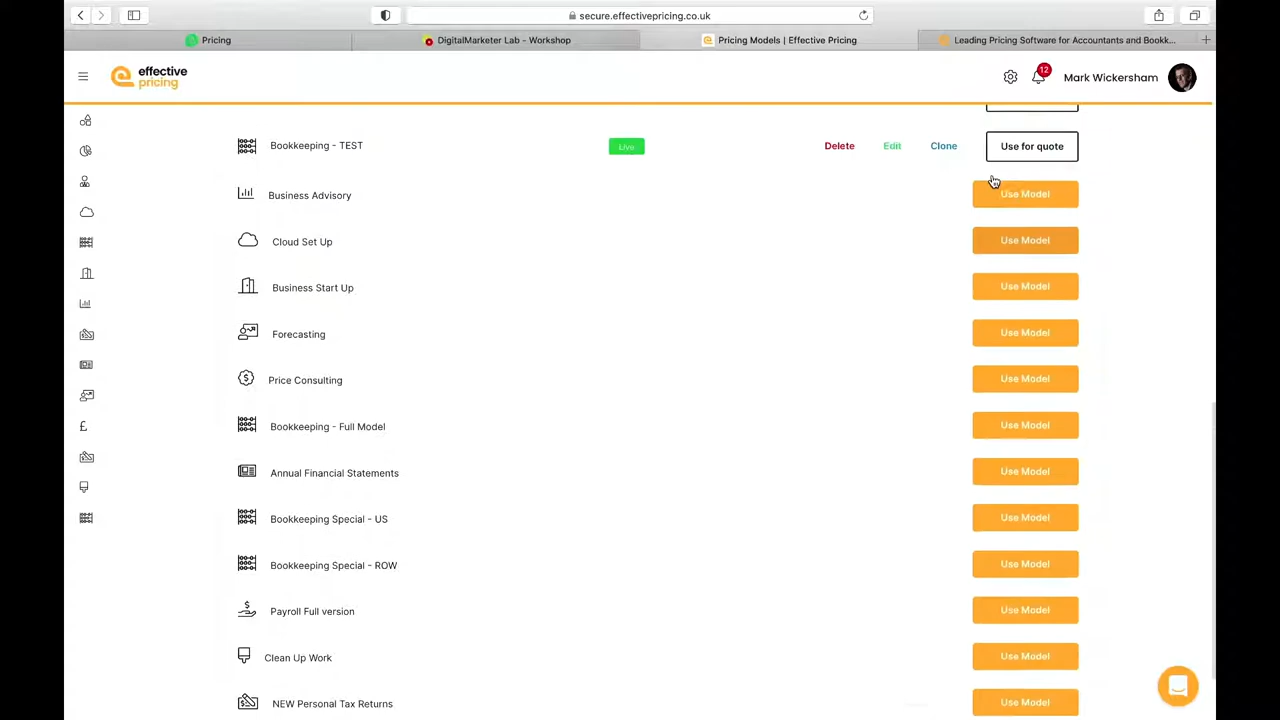 secure.effectivepricing.co.uk
Pricing
DigitalMarketer Lab - Workshop
Pricing Models | Effective Pricing
Leading Pricing Software for Accountants and Bookk...
effective
pricing
12
Mark Wickersham
Bookkeeping - TEST
Live
Delete
Edit
Clone
Use for quote
Business Advisory
Use Model
Cloud Set Up
Use Model
Business Start Up
Use Model
Forecasting
Use Model
Price Consulting
Use Model
Bookkeeping - Full Model
Use Model
Annual Financial Statements
Use Model
Bookkeeping Special - US
Use Model
Bookkeeping Special - ROW
Use Model
Payroll Full version
Use Model
Clean Up Work
Use Model
NEW Personal Tax Returns
Use Model